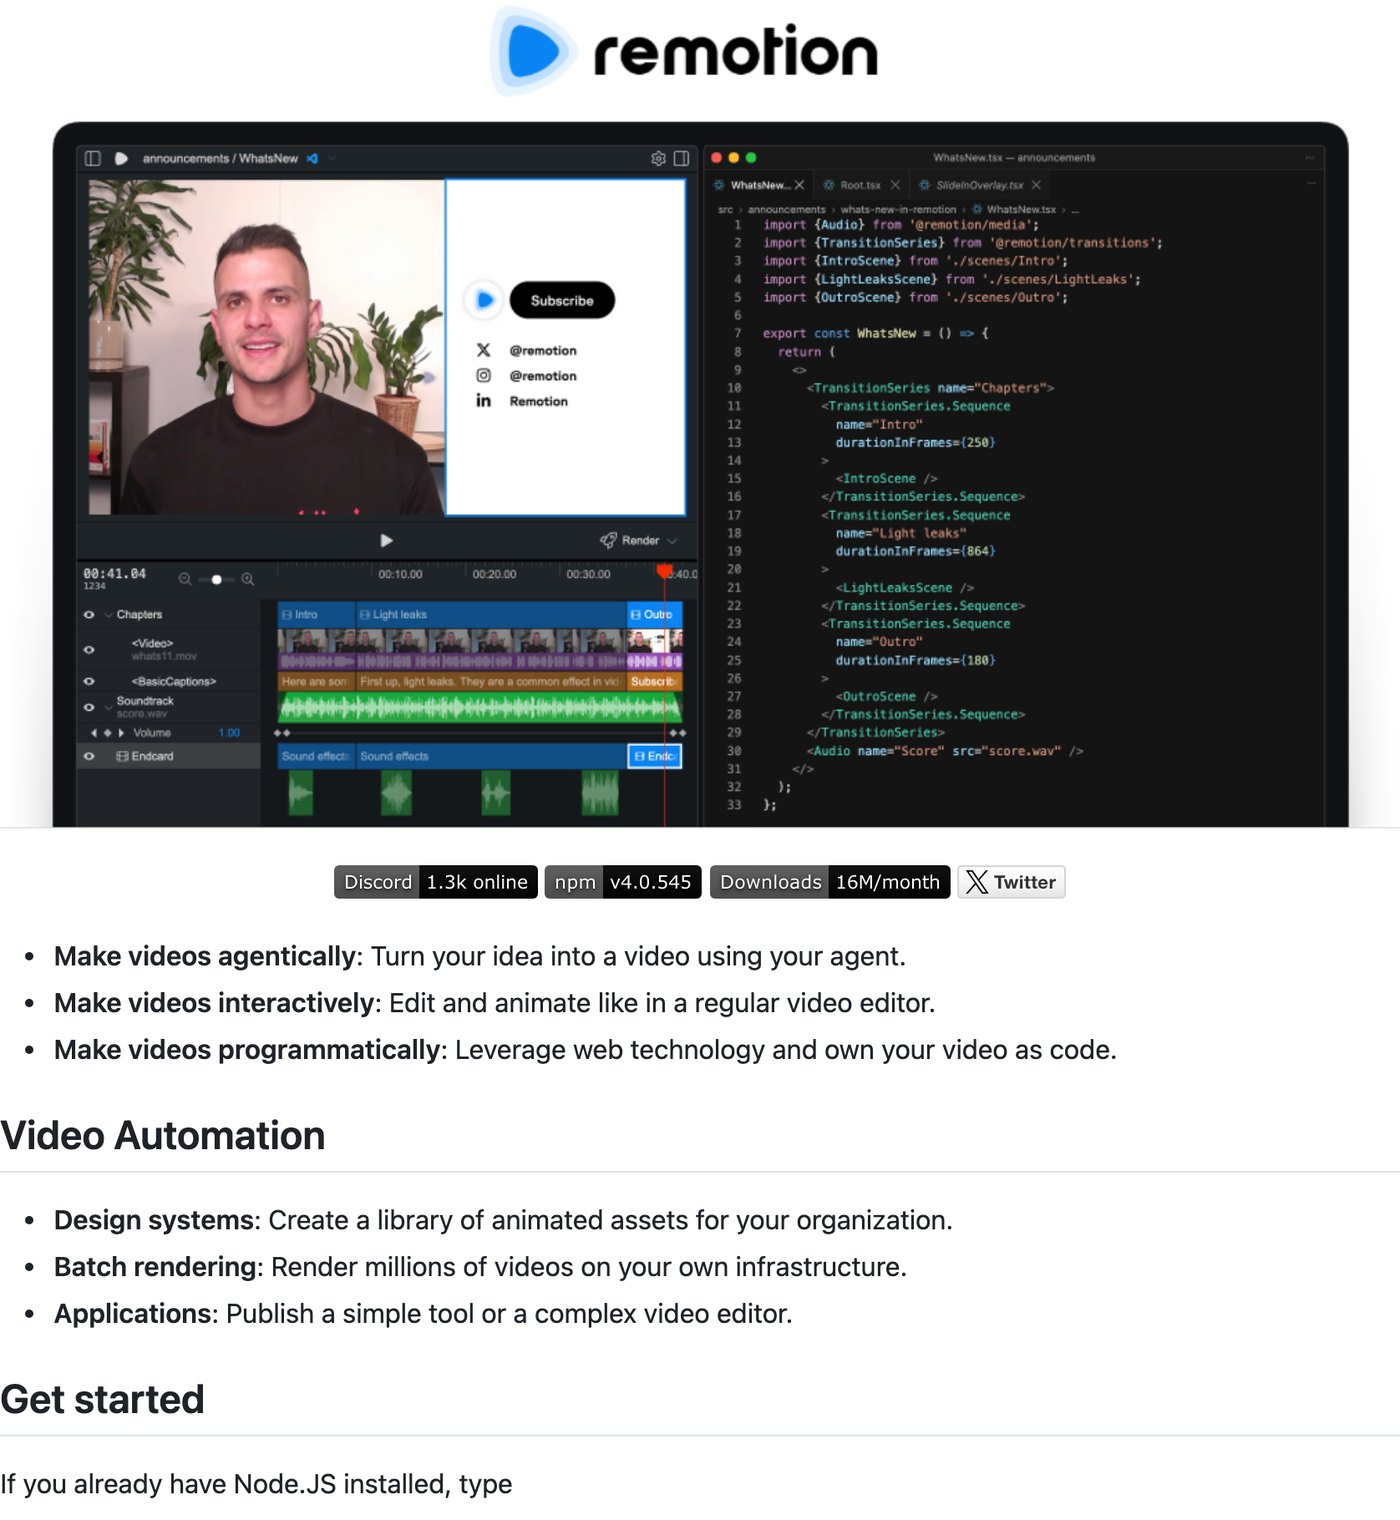 remotion
announcements / WhatsNew
Subscribe
@remotion
@remotion
Remotion
Render
00:41.04
1234
00:10.00
00:20.00
00:30.00
Chapters
Intro
Light leaks
Outro
<Video>
whats11.mov
<BasicCaptions>
Here are som
First up, light leaks. They are a common effect in vid
Subscrib
Soundtrack
score.wav
Volume
1.00
Endcard
Sound effects
Sound effects
Endc
WhatsNew.tsx — announcements
WhatsNew...
Root.tsx
SlideInOverlay.tsx
src › announcements › whats-new-in-remotion › WhatsNew.tsx › ...
1 import {Audio} from '@remotion/media';
2 import {TransitionSeries} from '@remotion/transitions';
3 import {IntroScene} from './scenes/Intro';
4 import {LightLeaksScene} from './scenes/LightLeaks';
5 import {OutroScene} from './scenes/Outro';
6
7 export const WhatsNew = () => {
8 return (
9 <>
10 <TransitionSeries name="Chapters">
11 <TransitionSeries.Sequence
12 name="Intro"
13 durationInFrames={250}
14 >
15 <IntroScene />
16 </TransitionSeries.Sequence>
17 <TransitionSeries.Sequence
18 name="Light leaks"
19 durationInFrames={864}
20 >
21 <LightLeaksScene />
22 </TransitionSeries.Sequence>
23 <TransitionSeries.Sequence
24 name="Outro"
25 durationInFrames={180}
26 >
27 <OutroScene />
28 </TransitionSeries.Sequence>
29 </TransitionSeries>
30 <Audio name="Score" src="score.wav" />
31 </>
32 );
33 };
Discord 1.3k online
npm v4.0.545
Downloads 16M/month
Twitter
• Make videos agentically: Turn your idea into a video using your agent.
• Make videos interactively: Edit and animate like in a regular video editor.
• Make videos programmatically: Leverage web technology and own your video as code.
Video Automation
• Design systems: Create a library of animated assets for your organization.
• Batch rendering: Render millions of videos on your own infrastructure.
• Applications: Publish a simple tool or a complex video editor.
Get started
If you already have Node.JS installed, type